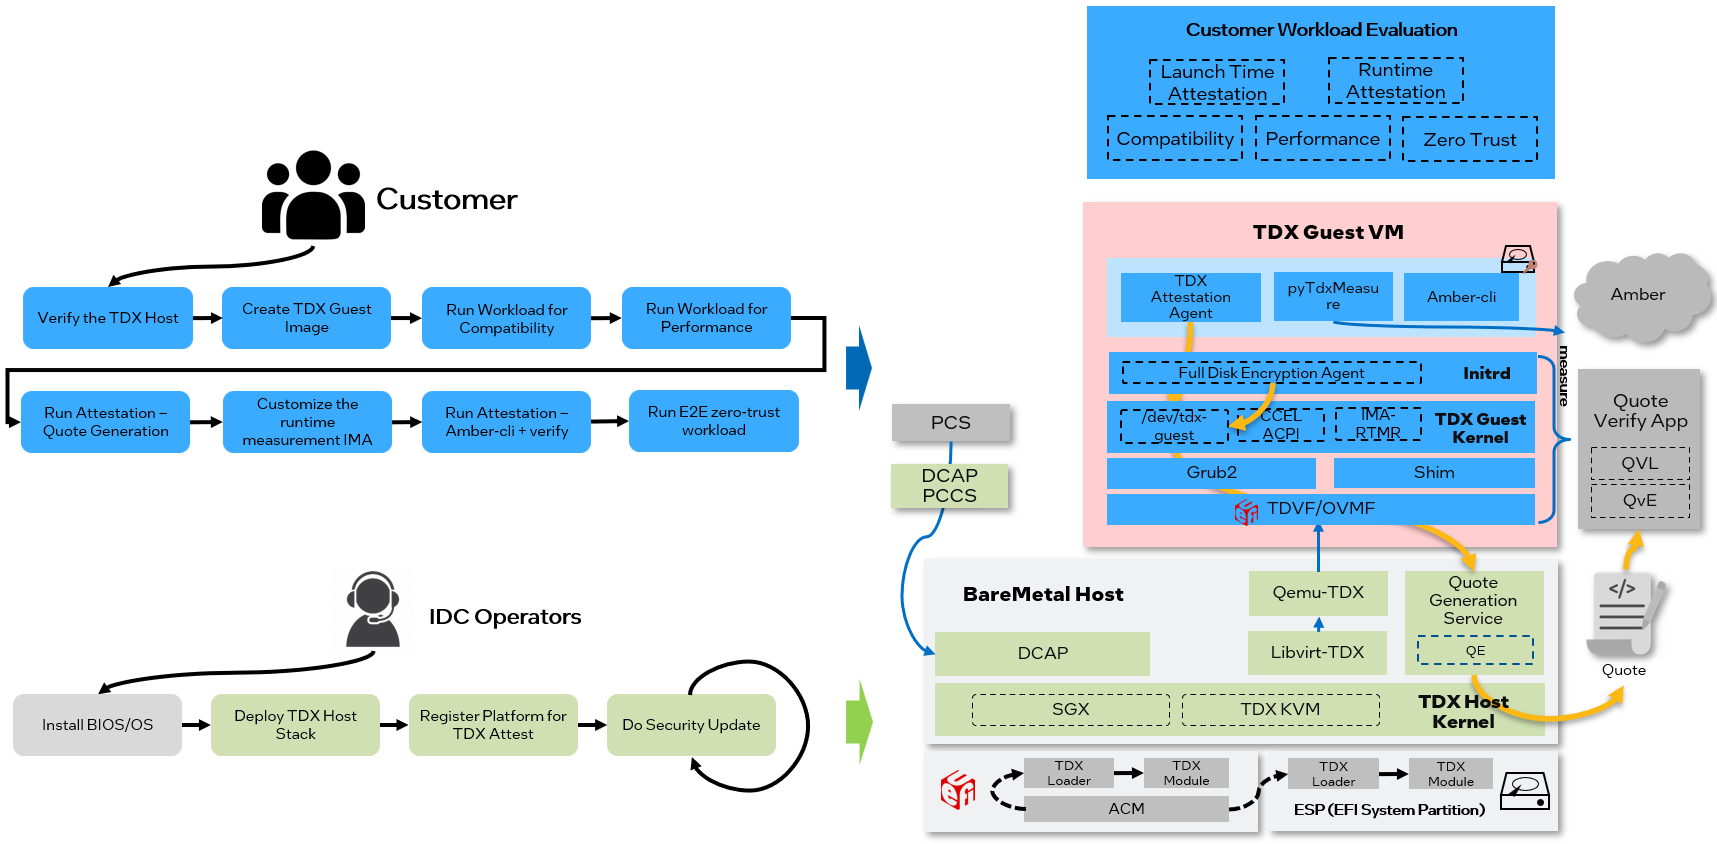 Customer Workload Evaluation
Launch Time
Attestation
Runtime
Attestation
Compatibility
Performance
Zero Trust
Customer
Verify the TDX Host
Create TDX Guest
Image
Run Workload for
Compatibility
Run Workload for
Performance
Run Attestation –
Quote Generation
Customize the
runtime
measurement IMA
Run Attestation –
Amber-cli + verify
Run E2E zero-trust
workload
IDC Operators
Install BIOS/OS
Deploy TDX Host
Stack
Register Platform for
TDX Attest
Do Security Update
PCS
DCAP
PCCS
TDX Guest VM
TDX
Attestation
Agent
pyTdxMeasu
re
Amber-cli
Full Disk Encryption Agent
Initrd
/dev/tdx-
guest
CCEL
ACPI
IMA-
RTMR
TDX Guest
Kernel
Grub2
Shim
TDVF/OVMF
measure
Amber
Quote
Verify App
QVL
QvE
Quote
BareMetal Host
Qemu-TDX
Libvirt-TDX
Quote
Generation
Service
QE
DCAP
SGX
TDX KVM
TDX Host
Kernel
TDX
Loader
TDX
Module
ACM
TDX
Loader
TDX
Module
ESP (EFI System Partition)